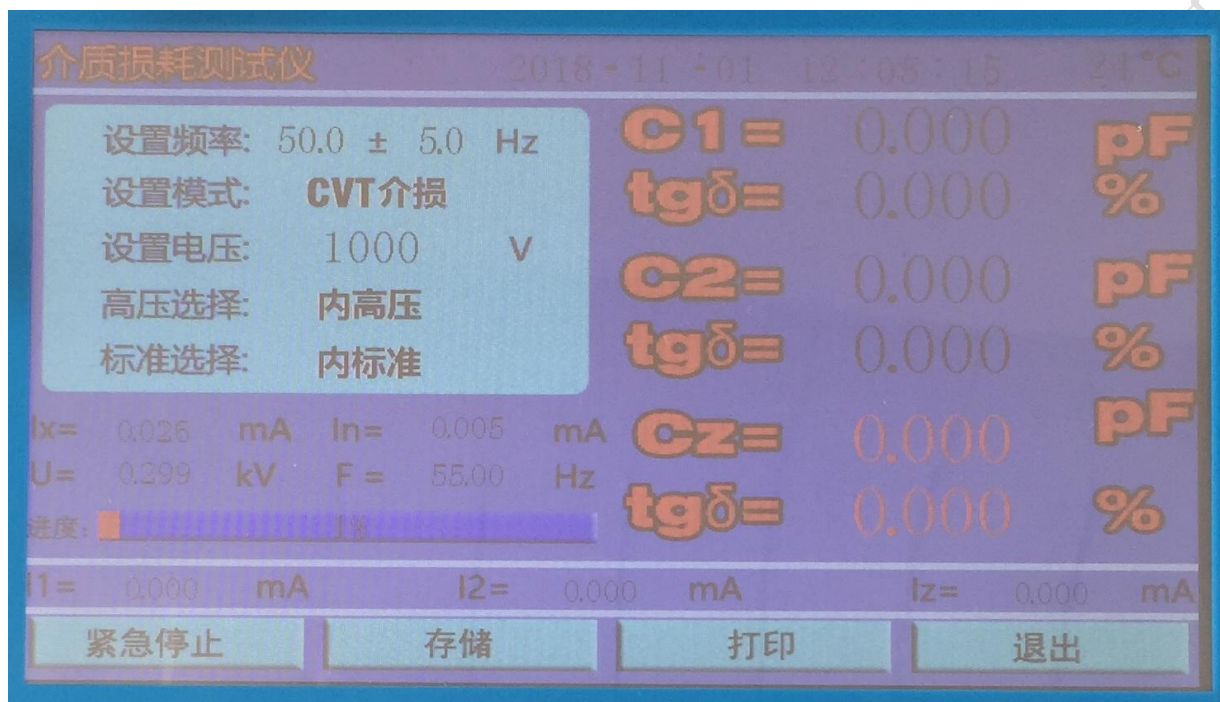 介质损耗测试仪 2018-11-01 12:08:15 21℃
设置频率: 50.0 ± 5.0 Hz
设置模式: CVT介损
设置电压: 1000 V
高压选择: 内高压
标准选择: 内标准
C1= 0.000 pF
tgδ= 0.000 %
C2= 0.000 pF
tgδ= 0.000 %
Cz= 0.000 pF
tgδ= 0.000 %
Ix= 0.026 mA In= 0.005 mA
U= 0.299 kV F= 55.00 Hz
进度: 1%
I1= 0.000 mA I2= 0.000 mA Iz= 0.000 mA
紧急停止 存储 打印 退出